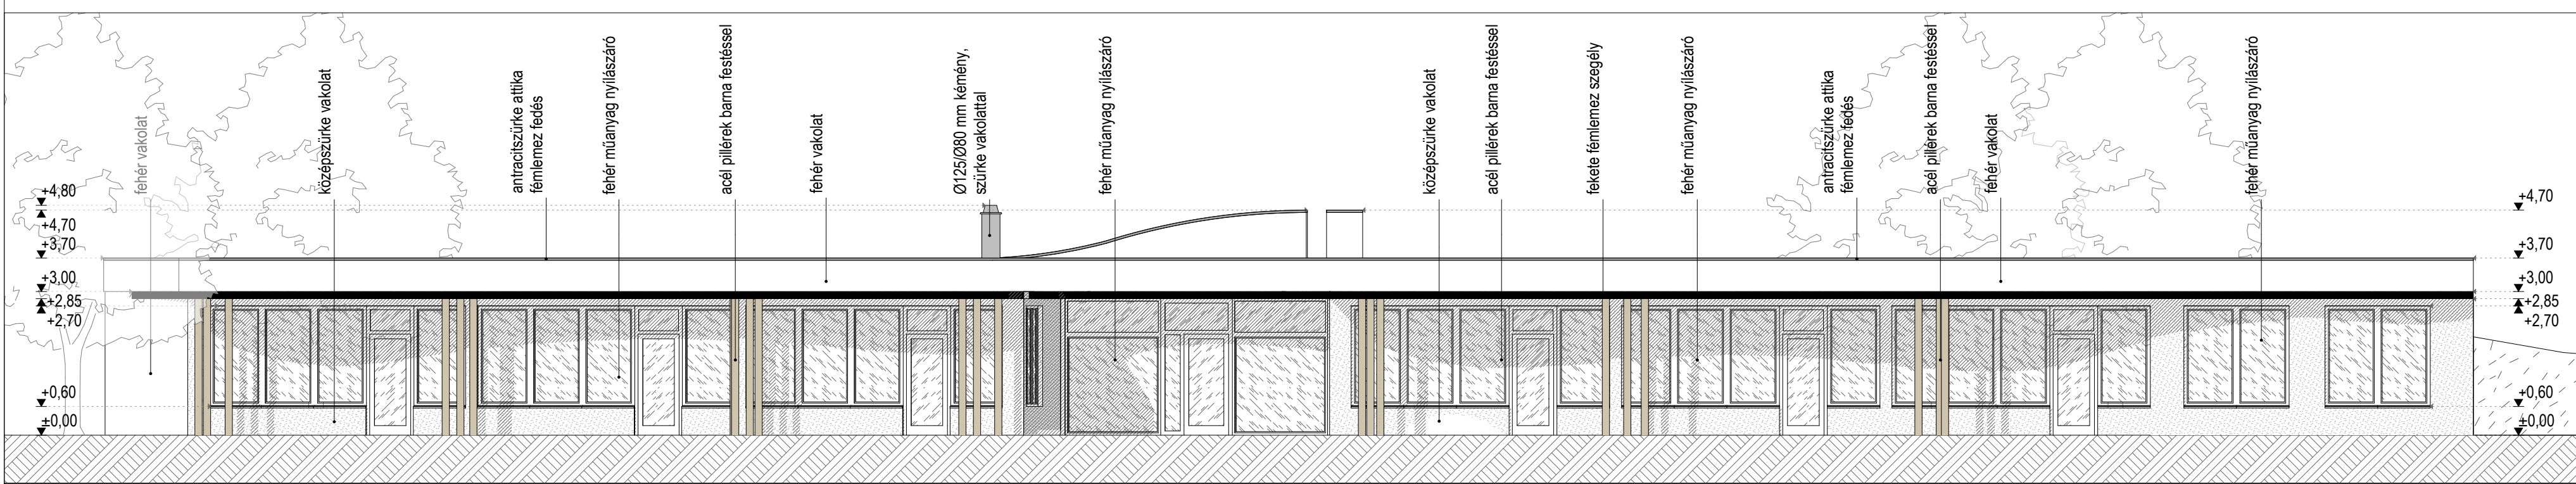 fehér vakolat
középszürke vakolat
antracitszürke attika
fémlemez fedés
fehér műanyag nyílászáró
acél pillérek barna festéssel
fehér vakolat
Ø125/Ø80 mm kémény,
szürke vakolattal
fehér műanyag nyílászáró
középszürke vakolat
acél pillérek barna festéssel
fekete fémlemez szegély
fehér műanyag nyílászáró
antracitszürke attika
fémlemez fedés
acél pillérek barna festéssel
fehér vakolat
fehér műanyag nyílászáró
+4,80
+4,70
+3,70
+3,00
+2,85
+2,70
+0,60
±0,00
+4,70
+3,70
+3,00
+2,85
+2,70
+0,60
±0,00